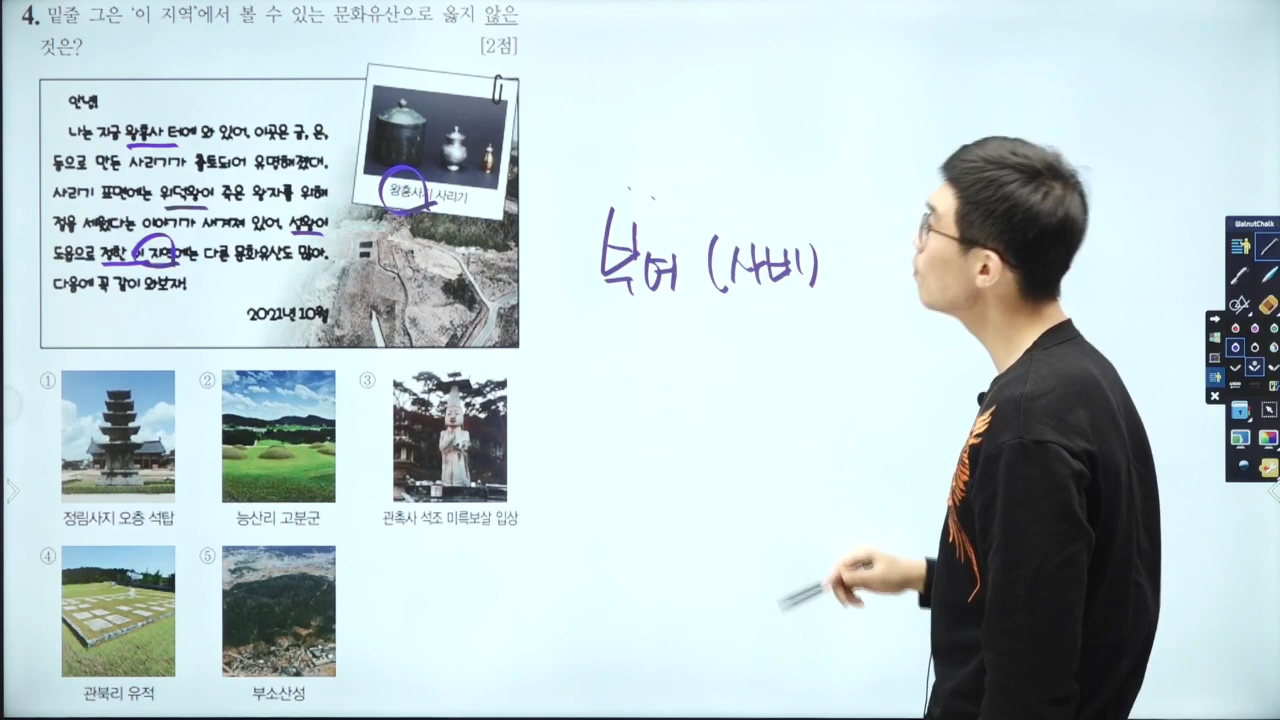 4. 밑줄 그은 '이 지역'에서 볼 수 있는 문화유산으로 옳지 않은
것은? [2점]
안녕!
나는 지금 왕흥사 터에 와 있어. 이곳은 금, 은,
동으로 만든 사리기가 출토되어 유명해졌대.
사리기 표면에는 위덕왕이 죽은 왕자를 위해
절을 세웠다는 이야기가 새겨져 있어. 성왕이
도읍으로 정한 이 지역에는 다른 문화유산도 많아.
다음에 꼭 같이 와보자!
2021년 10월
왕흥사지 사리기
부여 (사비)
①
정림사지 오층 석탑
②
능산리 고분군
③
관촉사 석조 미륵보살 입상
④
관북리 유적
⑤
부소산성
WalnutChalk